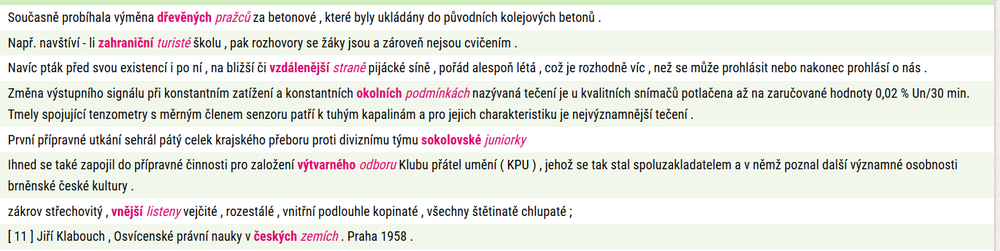 Současně probíhala výměna dřevěných pražců za betonové , které byly ukládány do původních kolejových betonů .
Např. navštíví - li zahraniční turisté školu , pak rozhovory se žáky jsou a zároveň nejsou cvičením .
Navíc pták před svou existencí i po ní , na bližší či vzdálenější straně pijácké síně , pořád alespoň létá , což je rozhodně víc , než se může prohlásit nebo nakonec prohlásí o nás .
Změna výstupního signálu při konstantním zatížení a konstantních okolních podmínkách nazývaná tečení je u kvalitních snímačů potlačena až na zaručované hodnoty 0,02 % Un/30 min.
Tmely spojující tenzometry s měrným členem senzoru patří k tuhým kapalinám a pro jejich charakteristiku je nejvýznamnější tečení .
První přípravné utkání sehrál pátý celek krajského přeboru proti diviznímu týmu sokolovské juniorky
Ihned se také zapojil do přípravné činnosti pro založení výtvarného odboru Klubu přátel umění ( KPU ) , jehož se tak stal spoluzakladatelem a v němž poznal další významné osobnosti
brněnské české kultury .
zákrov střechovitý , vnější listeny vejčité , rozestálé , vnitřní podlouhle kopinaté , všechny štětinatě chlupaté ;
[ 11 ] Jiří Klabouch , Osvícenské právní nauky v českých zemích . Praha 1958 .